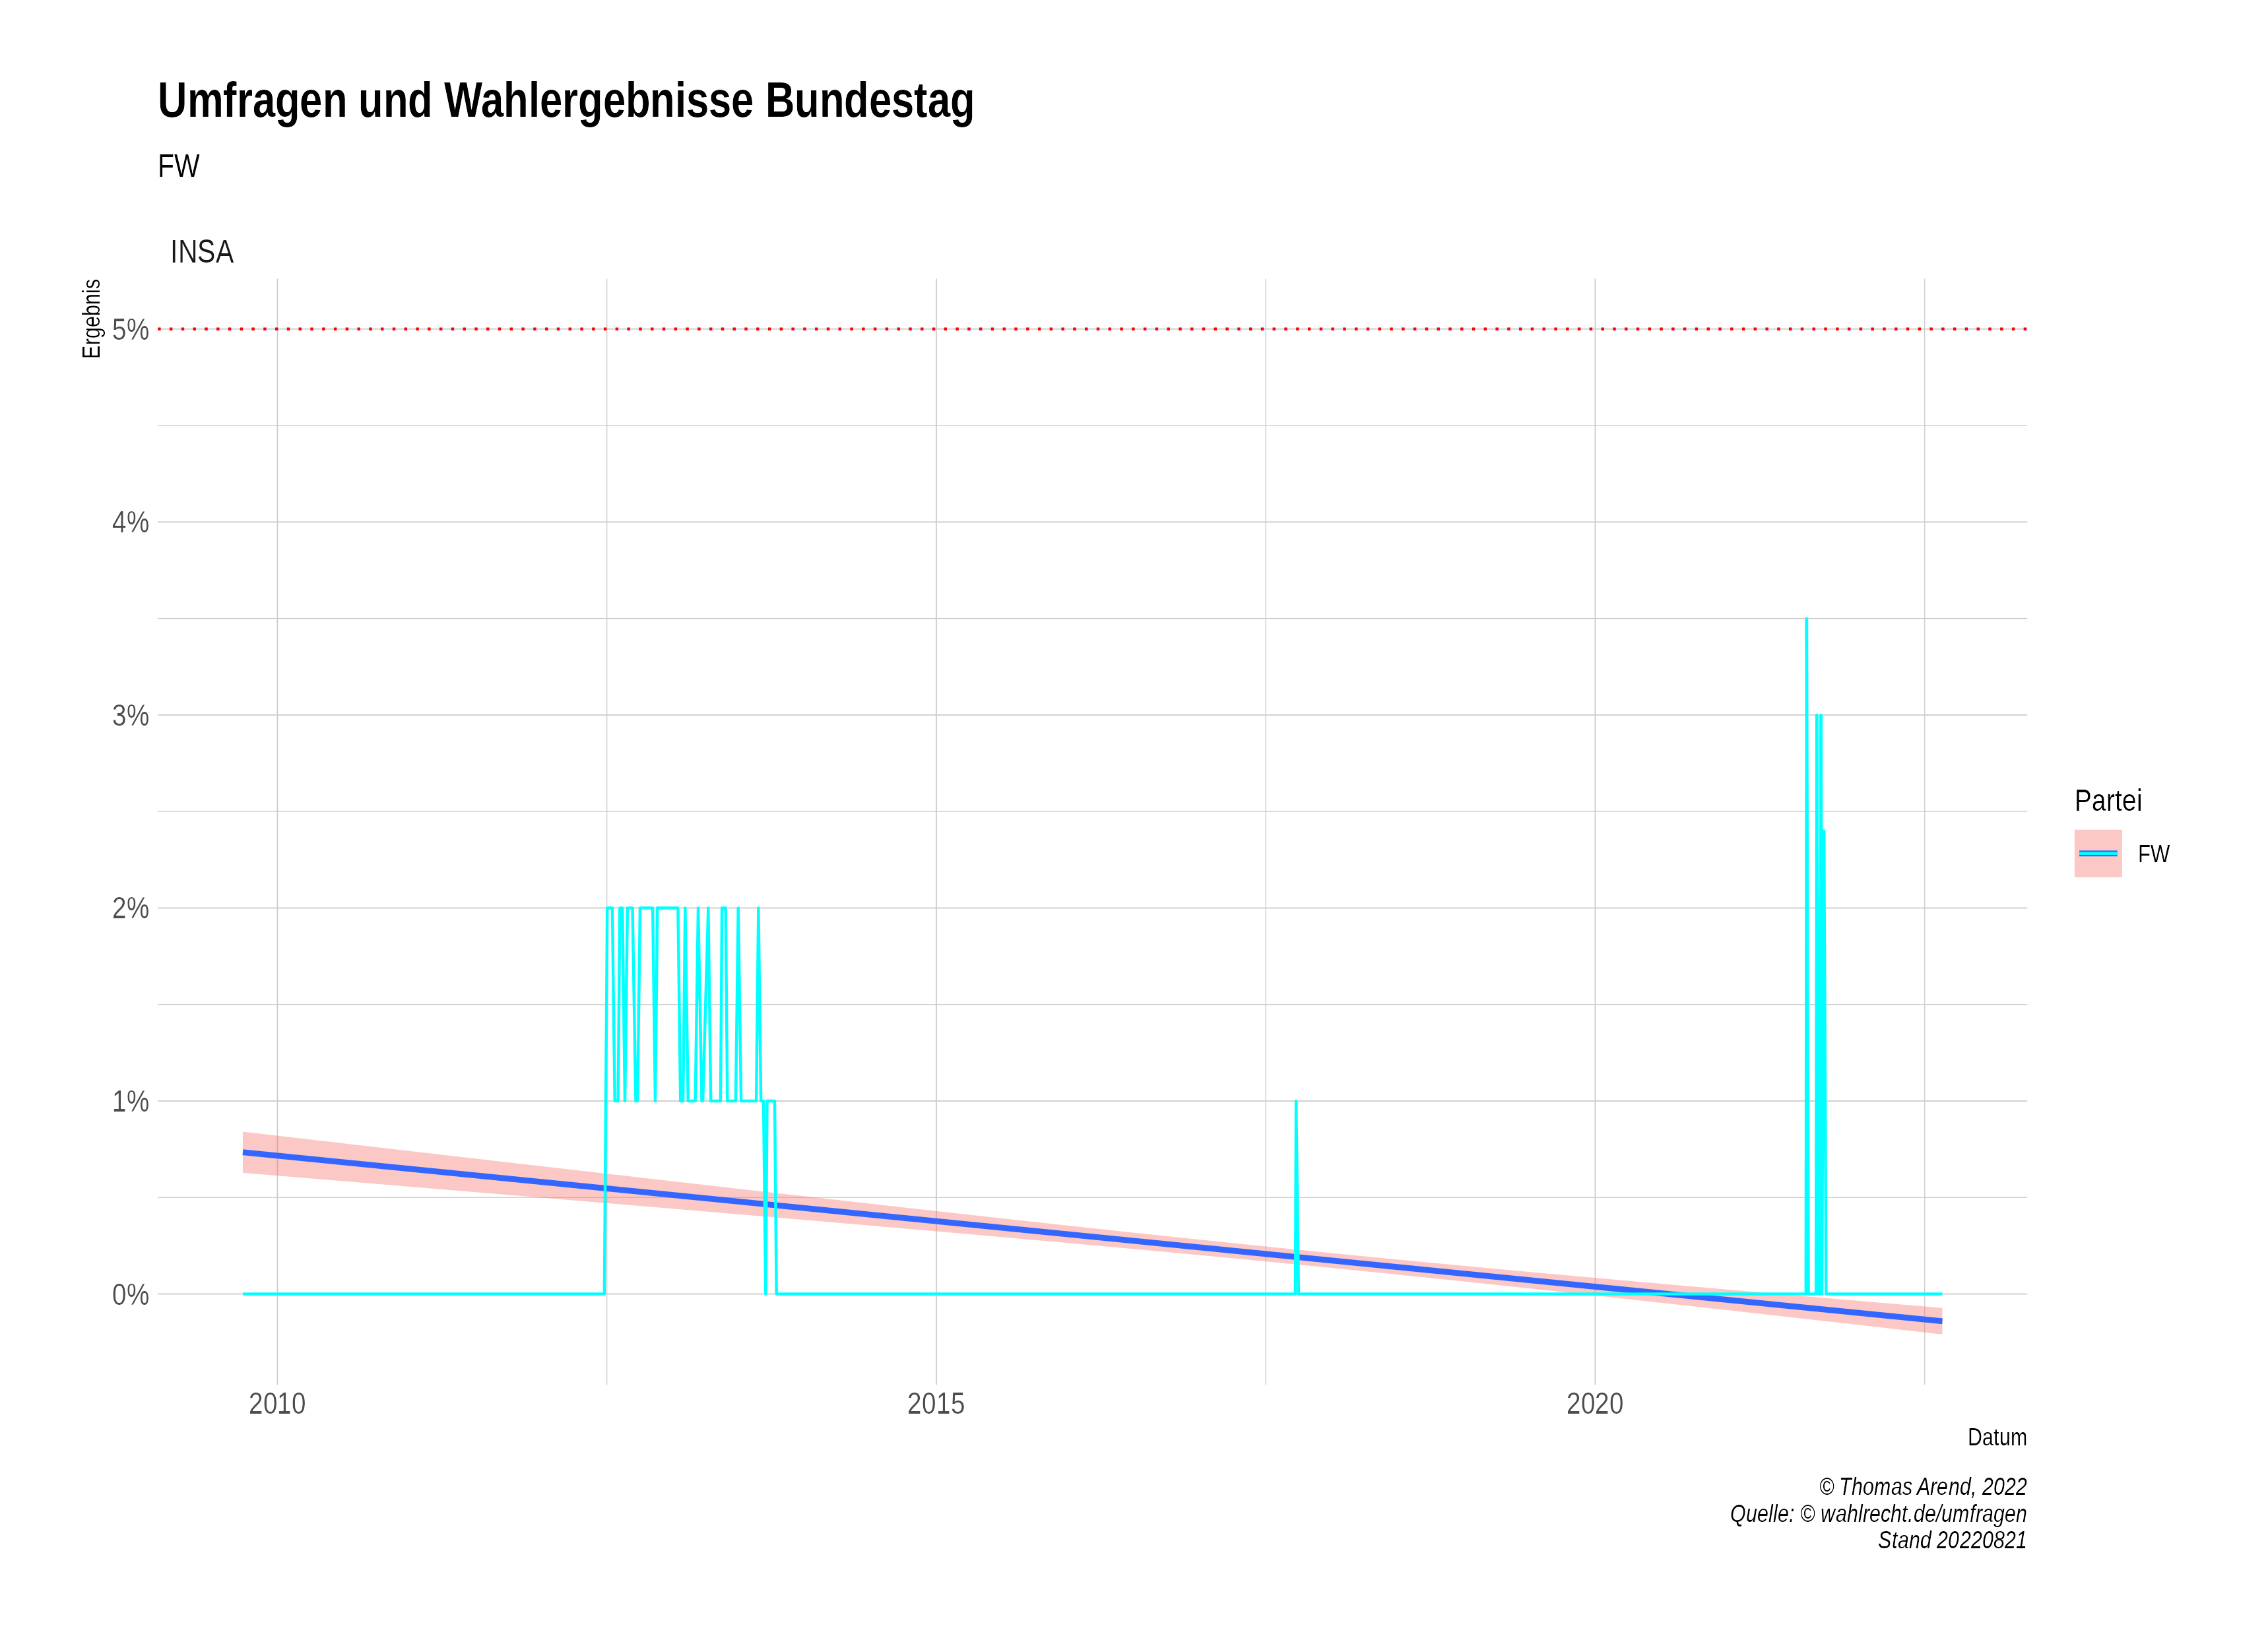 Umfragen und Wahlergebnisse Bundestag
FW
INSA
Ergebnis
5%
4%
3%
2%
1%
0%
2010
2015
2020
Datum
Partei
FW
© Thomas Arend, 2022
Quelle: © wahlrecht.de/umfragen
Stand 20220821